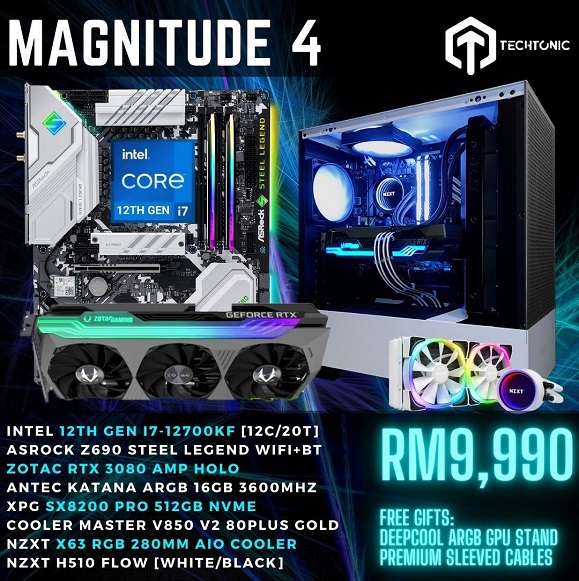 MAGNITUDE 4
TECHTONIC
intel
CORE
12TH GEN i7
ASRock
STEEL LEGEND
NZXT
ZOTAC GAMING
GEFORCE RTX
NZXT
INTEL 12TH GEN I7-12700KF [12C/20T]
ASROCK Z690 STEEL LEGEND WIFI+BT
ZOTAC RTX 3080 AMP HOLO
ANTEC KATANA ARGB 16GB 3600MHZ
XPG SX8200 PRO 512GB NVME
COOLER MASTER V850 V2 80PLUS GOLD
NZXT X63 RGB 280MM AIO COOLER
NZXT H510 FLOW [WHITE/BLACK]
RM9,990
FREE GIFTS:
DEEPCOOL ARGB GPU STAND
PREMIUM SLEEVED CABLES